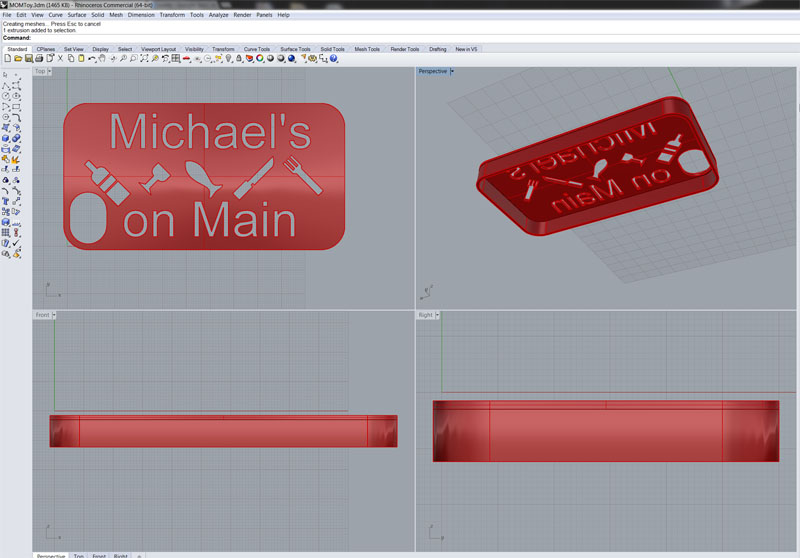 MOMToy.3dm (1465 KB) - Rhinoceros Commercial (64-bit)
File Edit View Curve Surface Solid Mesh Dimension Transform Tools Analyze Render Panels Help
Creating meshes... Press Esc to cancel
1 extrusion added to selection.
Command:
Standard CPlanes Set View Display Select Viewport Layout Visibility Transform Curve Tools Surface Tools Solid Tools Mesh Tools Render Tools Drafting New in V5
Top
Perspective
Michael's
on Main
Michael's
on Main
Front
Right
Perspective Top Front Right